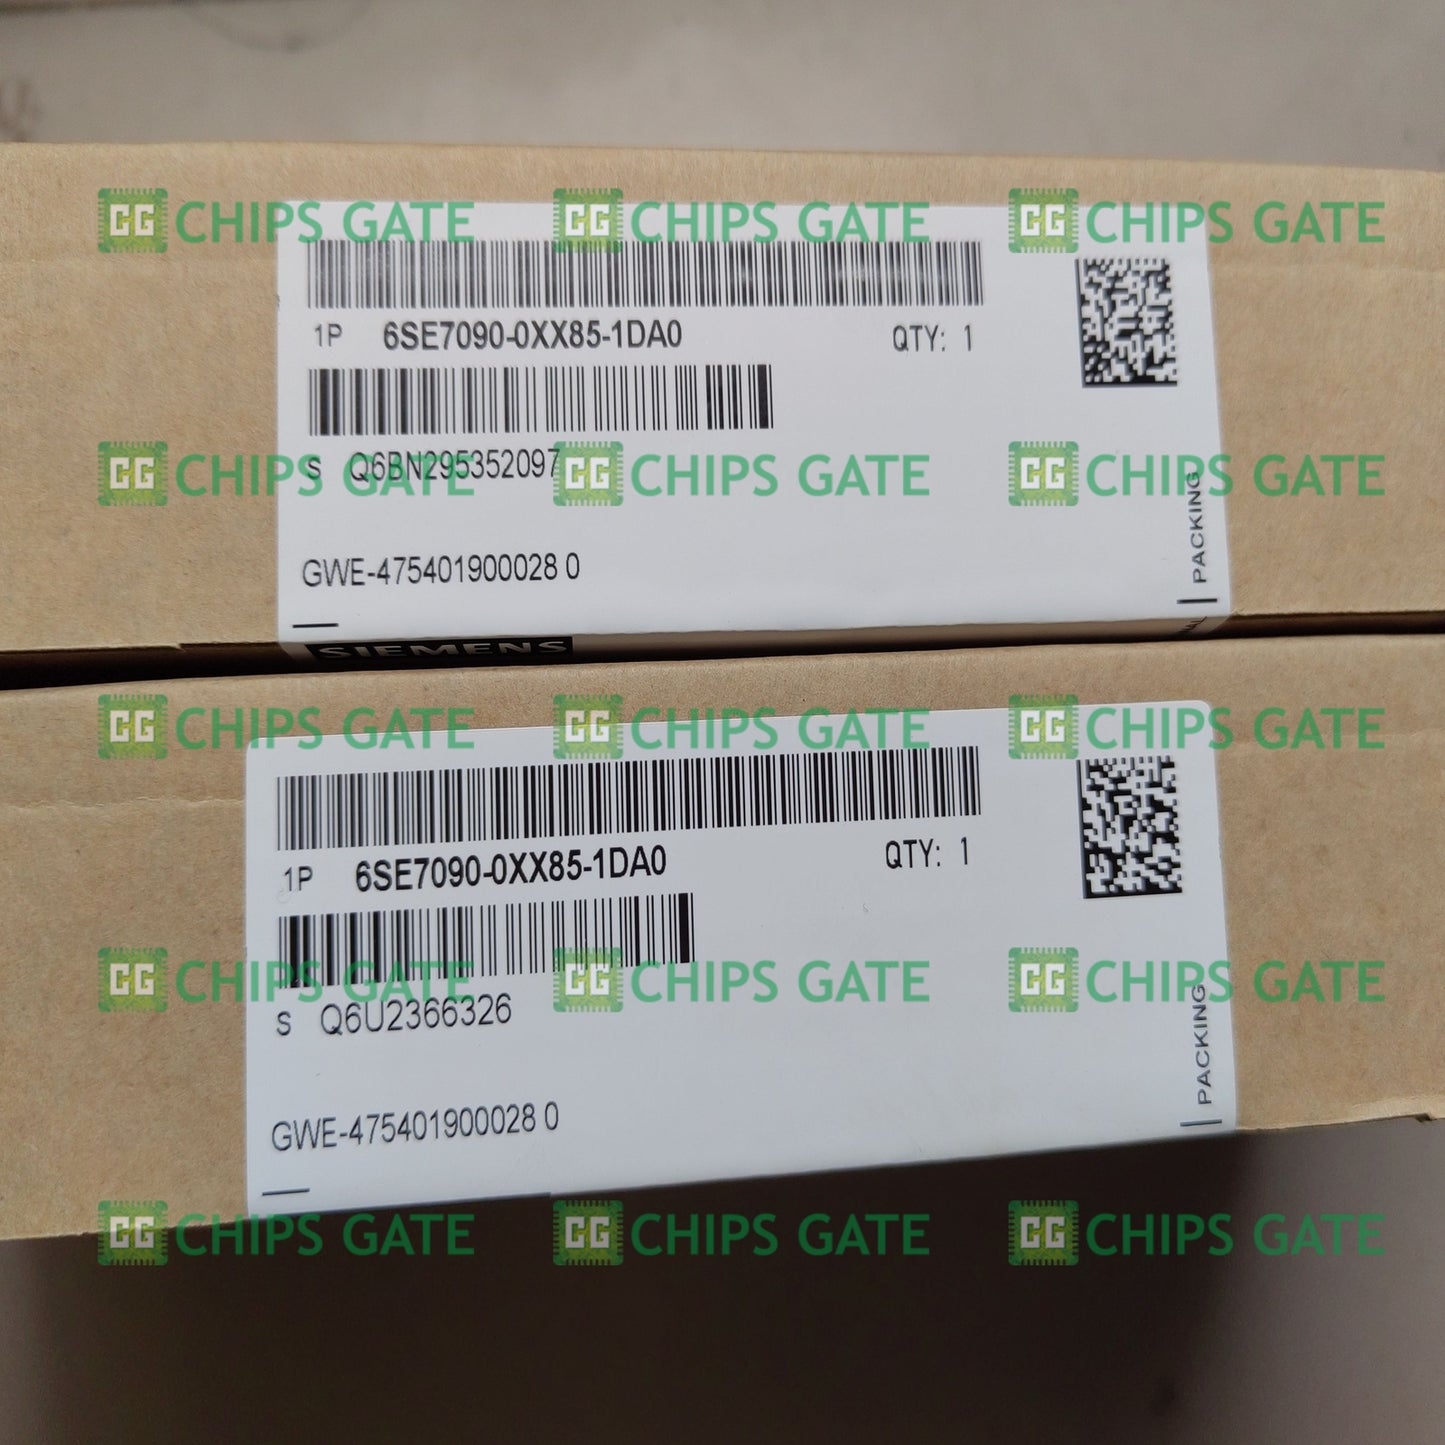 CG CHIPS GATE CG CHIPS GATE CG CHIPS GATE
1P 6SE7090-0XX85-1DA0 QTY: 1
S Q6BN295352097
CG CHIPS GATE CG CHIPS GATE CG CHIPS GATE
PACKING
GWE-475401900028 0
SIEMENS
CG CHIPS GATE CG CHIPS GATE CG CHIPS GATE
1P 6SE7090-0XX85-1DA0 QTY: 1
CG CHIPS GATE CG CHIPS GATE CG CHIPS GATE
S Q6U2366326
PACKING
GWE-475401900028 0
CG CHIPS GATE CG CHIPS GATE CG CHIPS GATE